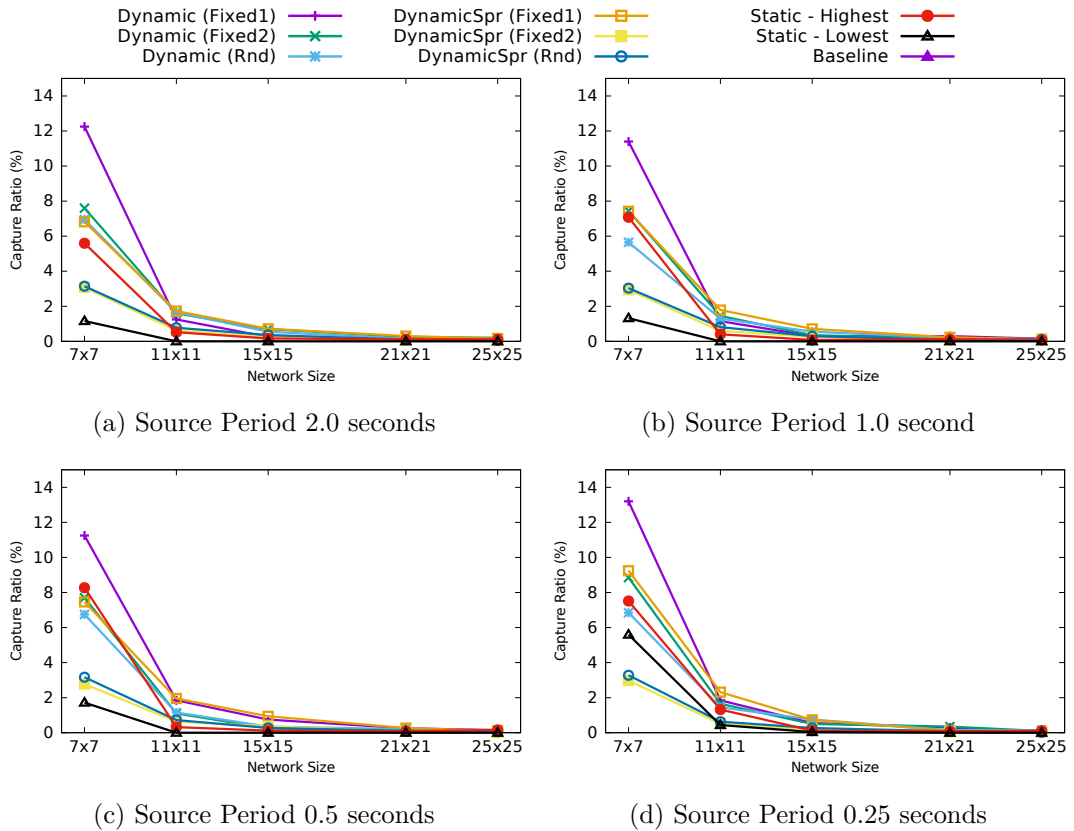 Dynamic (Fixed1) DynamicSpr (Fixed1) Static - Highest
Dynamic (Fixed2) DynamicSpr (Fixed2) Static - Lowest
Dynamic (Rnd) DynamicSpr (Rnd) Baseline
14
12
10
8
6
4
2
0
Capture Ratio (%)
7x7 11x11 15x15 21x21 25x25
Network Size
(a) Source Period 2.0 seconds
14
12
10
8
6
4
2
0
Capture Ratio (%)
7x7 11x11 15x15 21x21 25x25
Network Size
(b) Source Period 1.0 second
14
12
10
8
6
4
2
0
Capture Ratio (%)
7x7 11x11 15x15 21x21 25x25
Network Size
(c) Source Period 0.5 seconds
14
12
10
8
6
4
2
0
Capture Ratio (%)
7x7 11x11 15x15 21x21 25x25
Network Size
(d) Source Period 0.25 seconds